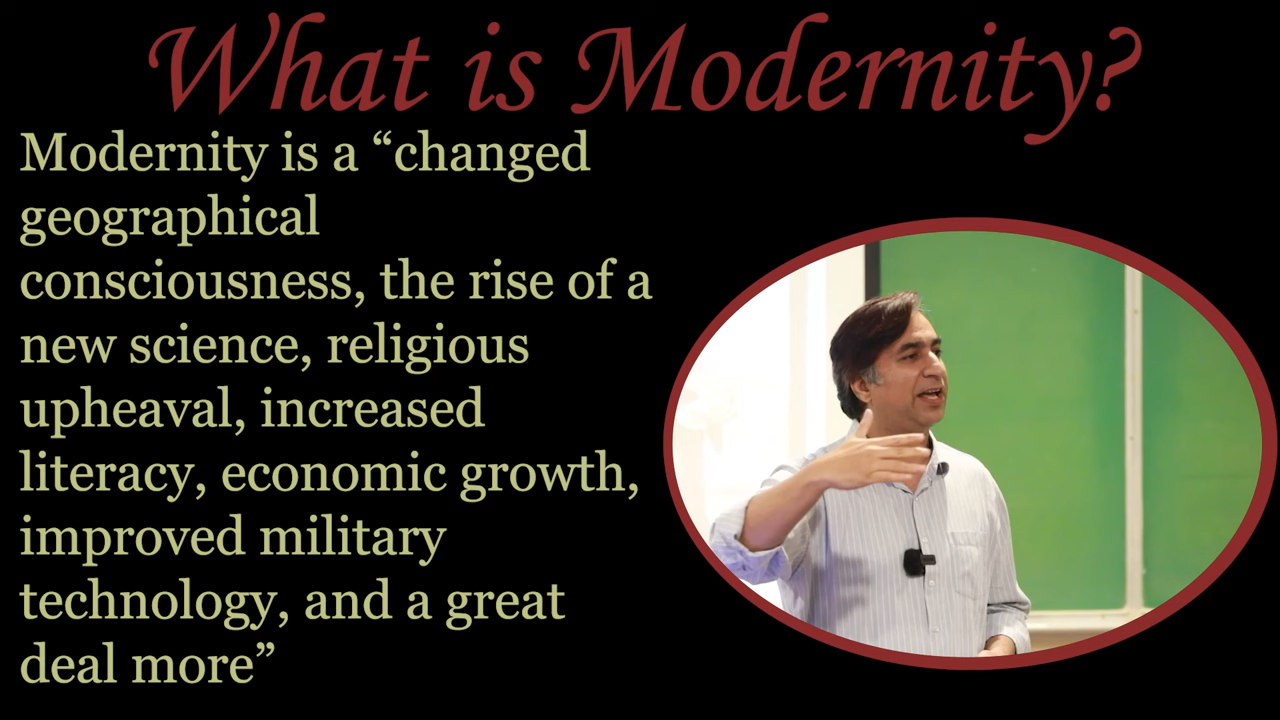 What is Modernity?
Modernity is a “changed
geographical
consciousness, the rise of a
new science, religious
upheaval, increased
literacy, economic growth,
improved military
technology, and a great
deal more”